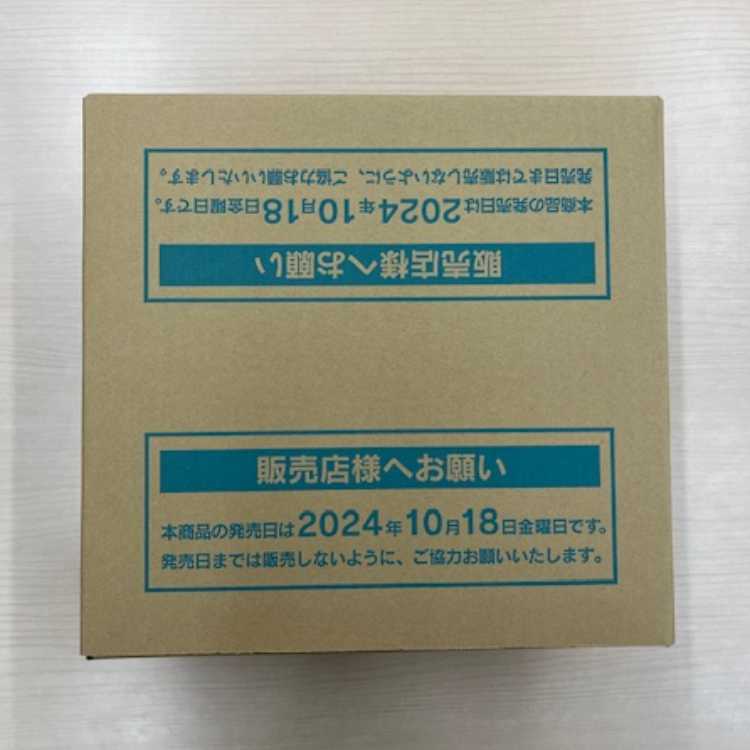 本商品の発売日は2024年10月18日金曜日です。
発売日までは販売しないように、ご協力お願いいたします。
販売店様へお願い
販売店様へお願い
本商品の発売日は2024年10月18日金曜日です。
発売日までは販売しないように、ご協力お願いいたします。